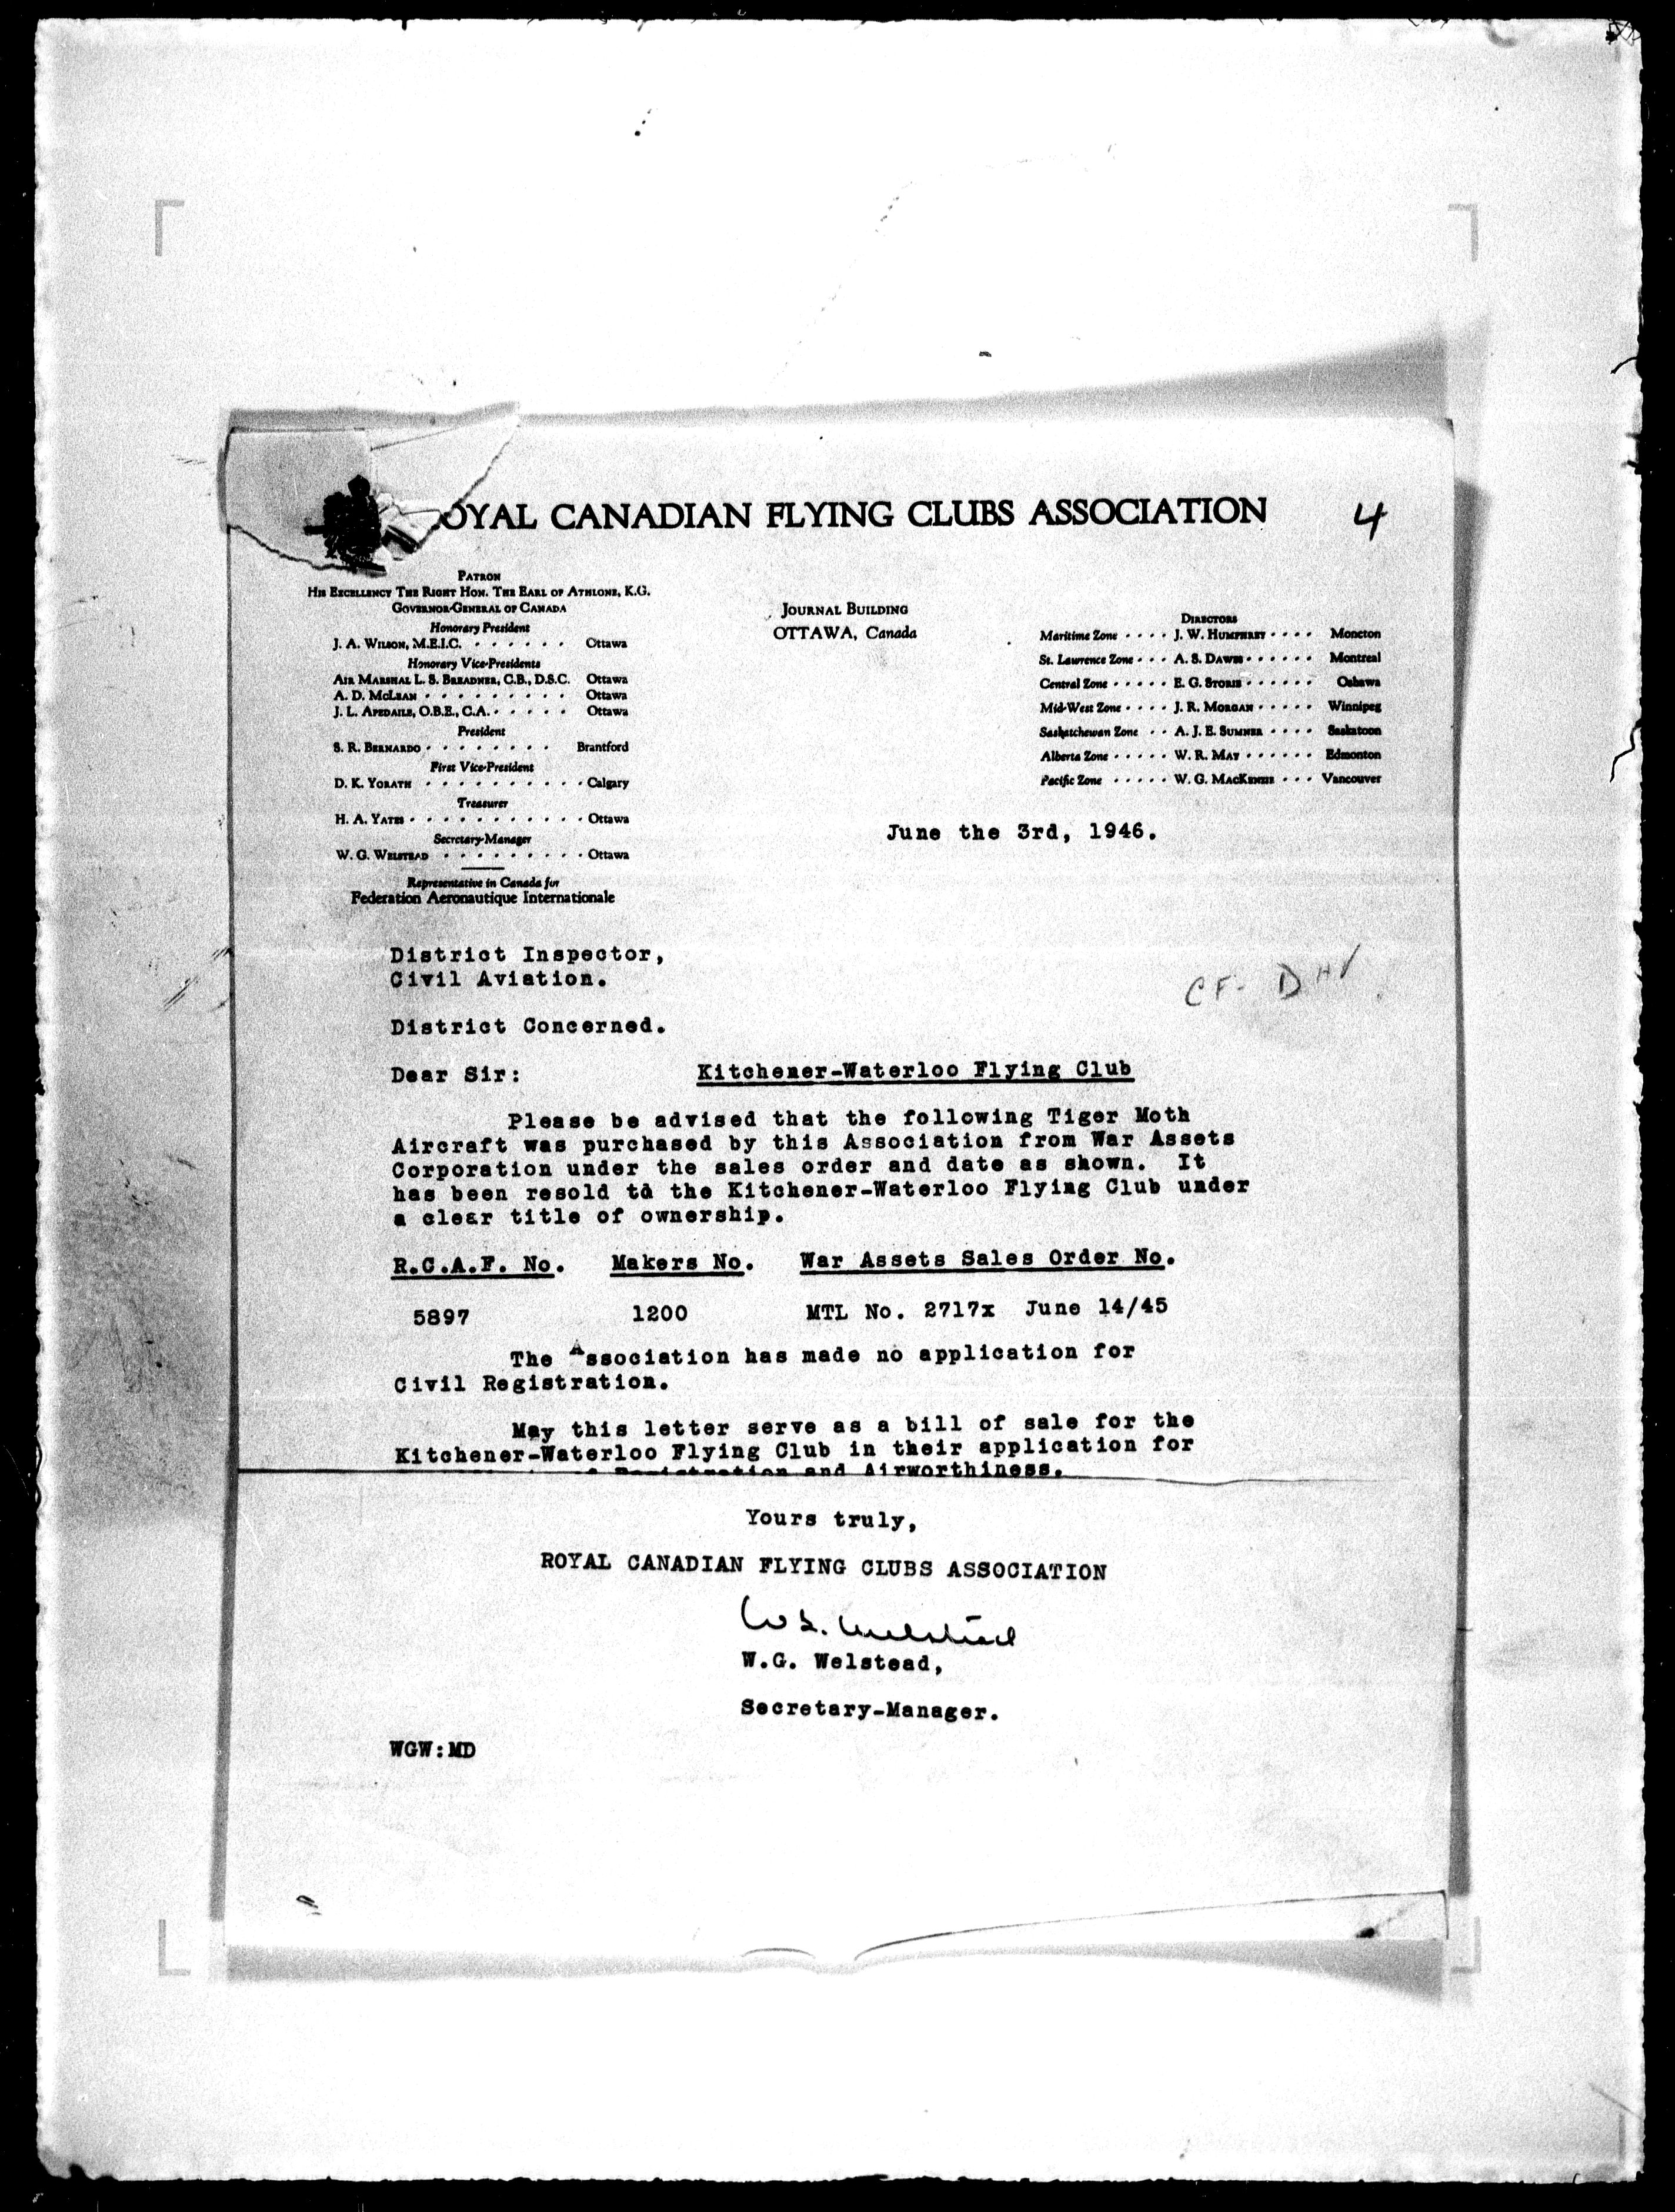 OYAL CANADIAN FLYING CLUBS ASSOCIATION
4
PATRON
HIS EXCELLENCY THE RIGHT HON. THE EARL OF ATHLONE, K.G.
GOVERNOR-GENERAL OF CANADA
Honorary President
J. A. WILSON, M.E.I.C. · · · · · · Ottawa
Honorary Vice-Presidents
AIR MARSHAL L. S. BREADNER, C.B., D.S.C. Ottawa
A. D. MCLEAN · · · · · · · · · Ottawa
J. L. APEDAILE, O.B.E., C.A. · · · · · Ottawa
President
S. R. BERNARDO · · · · · · · · Brantford
First Vice-President
D. K. YORATH · · · · · · · · · · Calgary
Treasurer
H. A. YATES · · · · · · · · · · · Ottawa
Secretary-Manager
W. G. WELSTEAD · · · · · · · · · Ottawa
Representative in Canada for
Federation Aeronautique Internationale
JOURNAL BUILDING
OTTAWA, Canada
DIRECTORS
Maritime Zone · · · · J. W. HUMPHREY · · · · Moncton
St. Lawrence Zone · · · A. S. DAWES · · · · · · Montreal
Central Zone · · · · · E. G. STORIE · · · · · · Oshawa
Mid-West Zone · · · · J. R. MORGAN · · · · · Winnipeg
Saskatchewan Zone · · A. J. E. SUMNER · · · · Saskatoon
Alberta Zone · · · · · W. R. MAY · · · · · · Edmonton
Pacific Zone · · · · · W. G. MACKENZIE · · · Vancouver
June the 3rd, 1946.
District Inspector,
Civil Aviation.
CF- DHV
District Concerned.
Dear Sir: Kitchener-Waterloo Flying Club
Please be advised that the following Tiger Moth
Aircraft was purchased by this Association from War Assets
Corporation under the sales order and date as shown. It
has been resold to the Kitchener-Waterloo Flying Club under
a clear title of ownership.
R.C.A.F. No. Makers No. War Assets Sales Order No.
5897 1200 MTL No. 2717x June 14/45
The Association has made no application for
Civil Registration.
May this letter serve as a bill of sale for the
Kitchener-Waterloo Flying Club in their application for
Registration and Airworthiness.
Yours truly,
ROYAL CANADIAN FLYING CLUBS ASSOCIATION
W.G. Welstead
W.G. Welstead,
Secretary-Manager.
WGW:MD